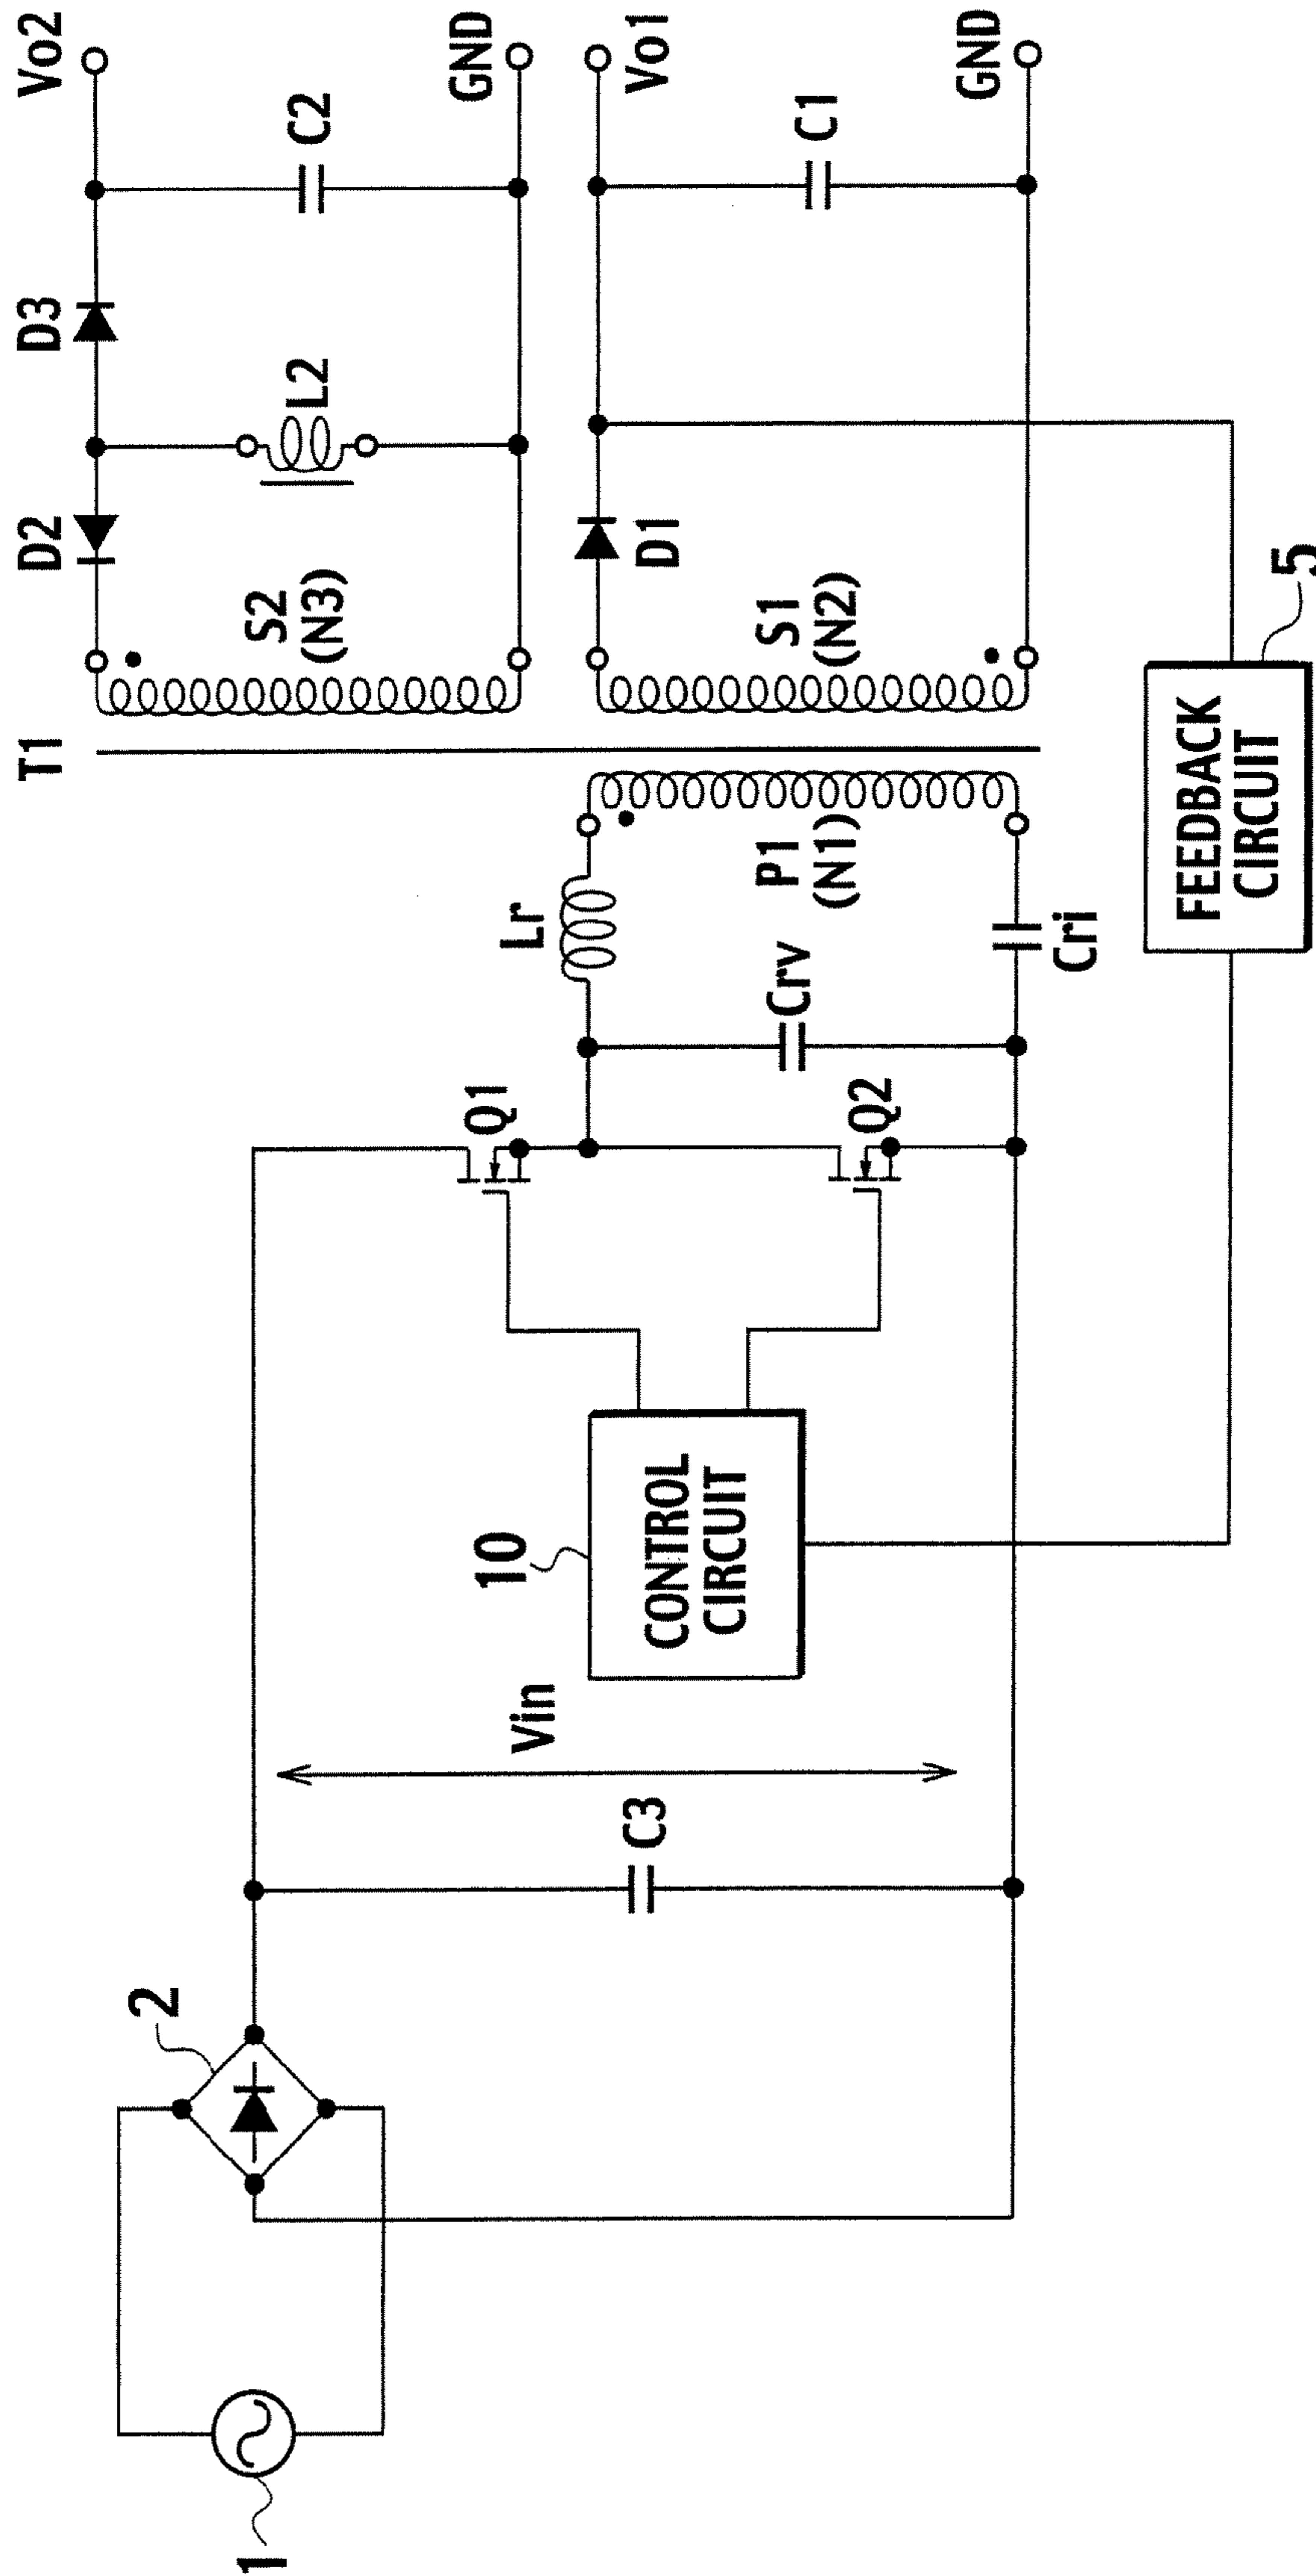 1
2
C3
Vin
10
CONTROL
CIRCUIT
Q1
Q2
Lr
Crv
Cri
P1
(N1)
T1
S2
(N3)
D2
D3
L2
C2
Vo2
GND
S1
(N2)
D1
C1
Vo1
GND
FEEDBACK
CIRCUIT
5